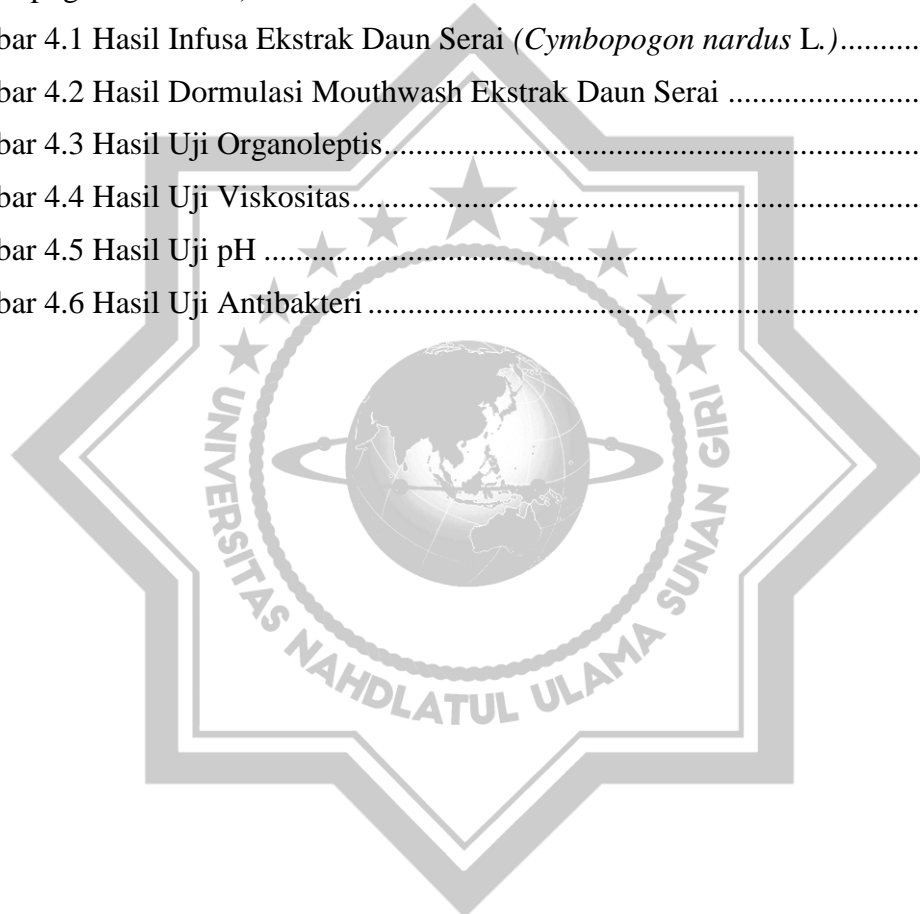 bar 4.1 Hasil Infusa Ekstrak Daun Serai (Cymbopogon nardus L.)..........
bar 4.2 Hasil Dormulasi Mouthwash Ekstrak Daun Serai ........................
bar 4.3 Hasil Uji Organoleptis..................................................................
bar 4.4 Hasil Uji Viskositas......................................................................
bar 4.5 Hasil Uji pH .................................................................................
bar 4.6 Hasil Uji Antibakteri ....................................................................
UNIVERSITAS NAHDLATUL ULAMA SUNAN GIRI